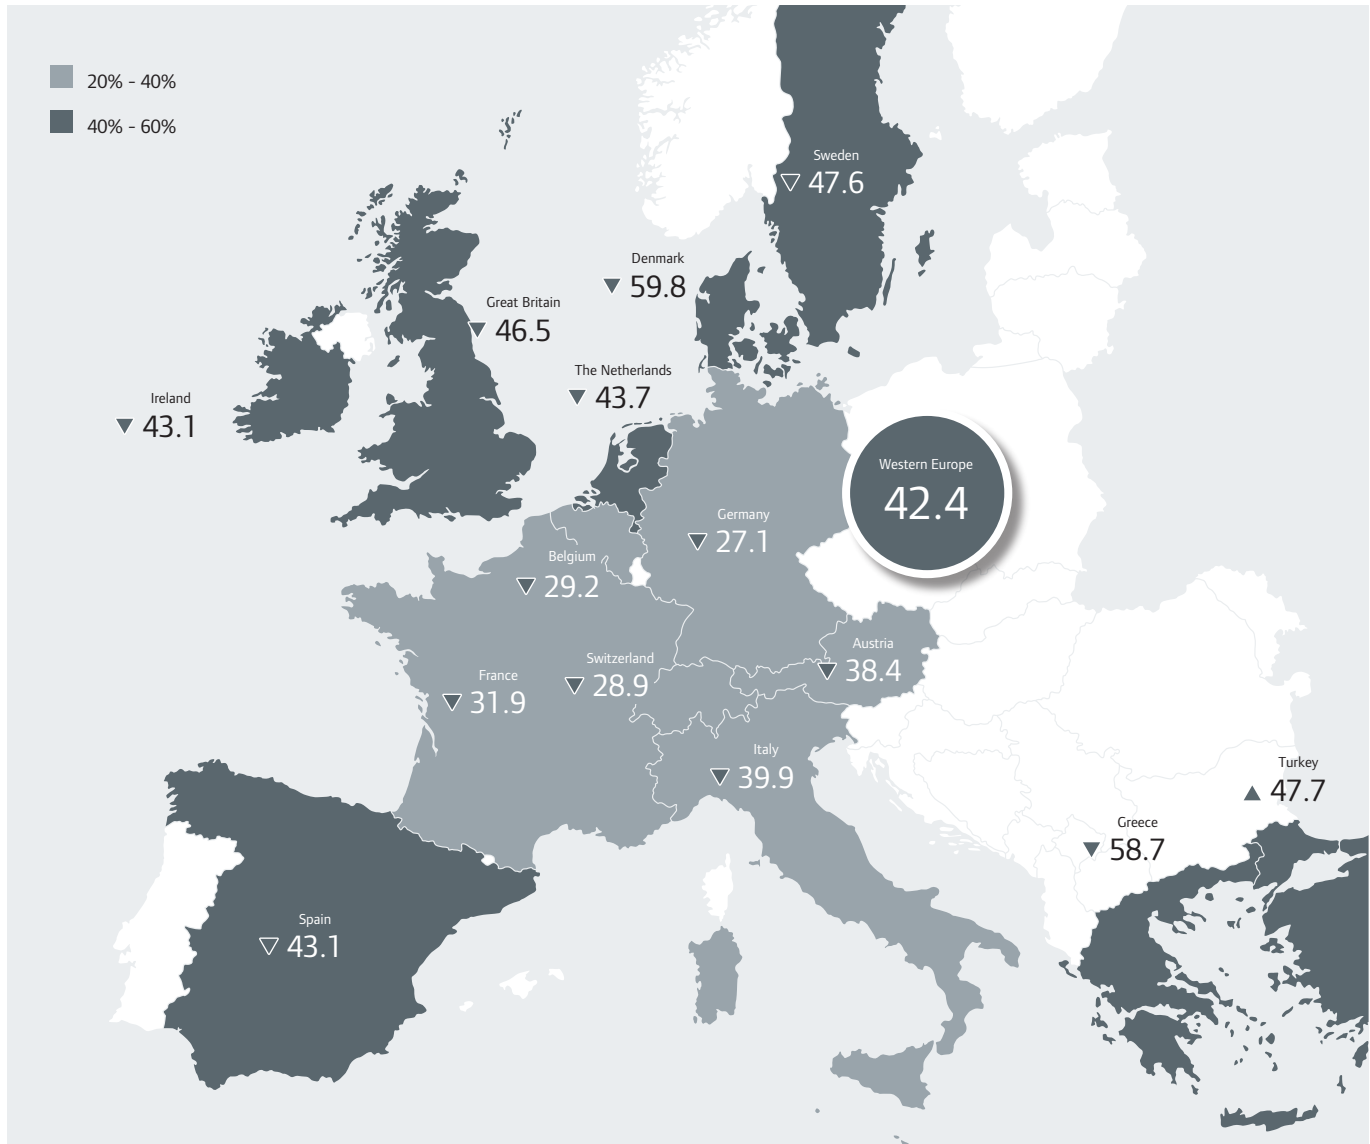 20% - 40%
40% - 60%
Sweden
▽ 47.6
Denmark
▼ 59.8
Great Britain
▼ 46.5
The Netherlands
▼ 43.7
Ireland
▼ 43.1
Western Europe
42.4
Germany
▼ 27.1
Belgium
▼ 29.2
Austria
▼ 38.4
Switzerland
▼ 28.9
France
▼ 31.9
Italy
▼ 39.9
Turkey
▲ 47.7
Greece
▼ 58.7
Spain
▽ 43.1